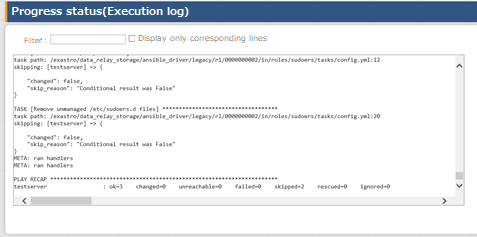 Progress status(Execution log)
Filter :
Display only corresponding lines
task path: /exastro/data_relay_storage/ansible_driver/legacy/rl/0000000002/in/roles/sudoers/tasks/config.yml:12
skipping: [testserver] => {
"changed": false,
"skip_reason": "Conditional result was False"
}
TASK [Remove unmanaged /etc/sudoers.d files] ***********************************
task path: /exastro/data_relay_storage/ansible_driver/legacy/rl/0000000002/in/roles/sudoers/tasks/config.yml:20
skipping: [testserver] => {
"changed": false,
"skip_reason": "Conditional result was False"
}
META: ran handlers
META: ran handlers
PLAY RECAP *********************************************************************
testserver : ok=3 changed=0 unreachable=0 failed=0 skipped=2 rescued=0 ignored=0